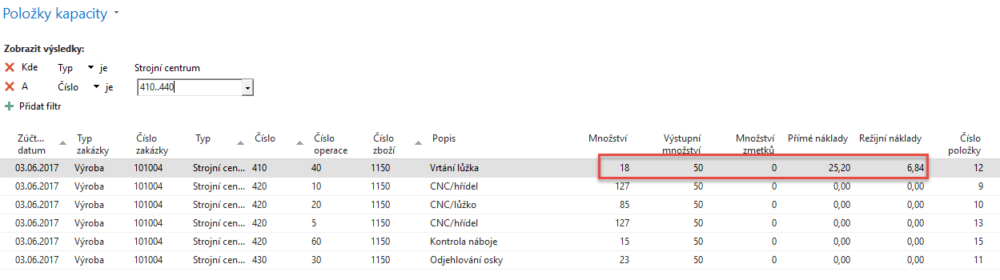 Položky kapacity
Zobrazit výsledky:
Kde Typ je Strojní centrum
A Číslo je 410..440
Přidat filtr
Zúčt... datum Typ zakázky Číslo zakázky Typ Číslo Číslo operace Číslo zboží Popis Množství Výstupní množství Množství zmetků Přímé náklady Režijní náklady Číslo položky
03.06.2017 Výroba 101004 Strojní cen... 410 40 1150 Vrtání lůžka 18 50 0 25,20 6,84 12
03.06.2017 Výroba 101004 Strojní cen... 420 10 1150 CNC/hřídel 127 50 0 0,00 0,00 9
03.06.2017 Výroba 101004 Strojní cen... 420 20 1150 CNC/lůžko 85 50 0 0,00 0,00 10
03.06.2017 Výroba 101004 Strojní cen... 420 5 1150 CNC/hřídel 127 50 0 0,00 0,00 13
03.06.2017 Výroba 101004 Strojní cen... 420 60 1150 Kontrola náboje 15 50 0 0,00 0,00 15
03.06.2017 Výroba 101004 Strojní cen... 430 30 1150 Odjehlování osky 23 50 0 0,00 0,00 11